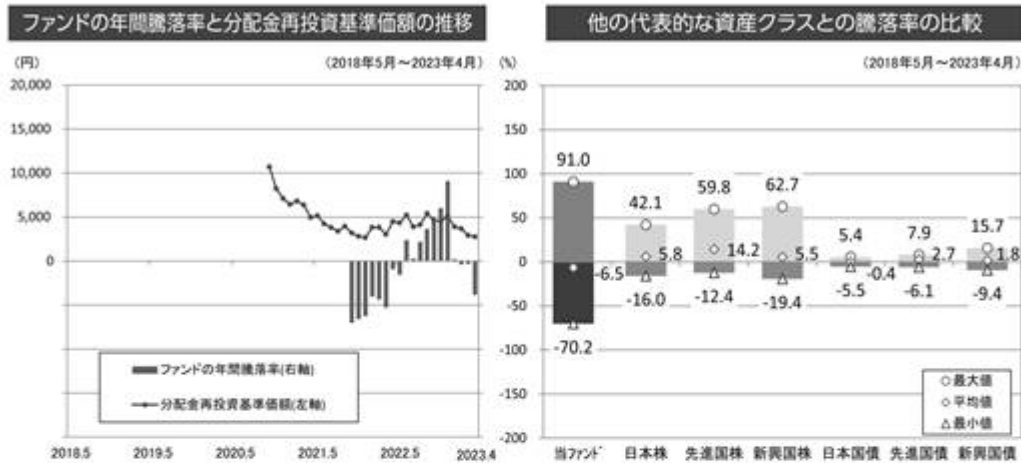 ファンドの年間騰落率と分配金再投資基準価額の推移
(円)
(2018年5月～2023年4月)
20,000
15,000
10,000
5,000
0
ファンドの年間騰落率(右軸)
分配金再投資基準価額(左軸)
2018.5 2019.5 2020.5 2021.5 2022.5 2023.4
他の代表的な資産クラスとの騰落率の比較
(%)
(2018年5月～2023年4月)
200
150
100
50
0
-50
-100
-150
-200
91.0 42.1 59.8 62.7 5.4 7.9 15.7
-6.5 5.8 14.2 5.5 -0.4 2.7 1.8
-70.2 -16.0 -12.4 -19.4 -5.5 -6.1 -9.4
最大値
平均値
最小値
当ファンド 日本株 先進国株 新興国株 日本国債 先進国債 新興国債